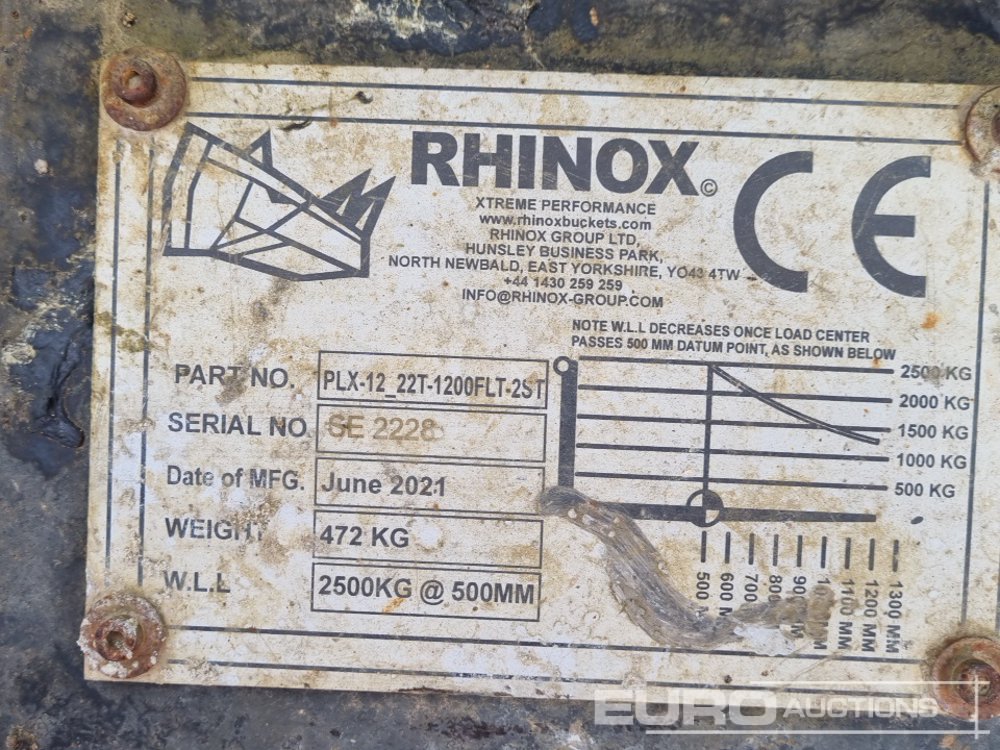 RHINOX©
XTREME PERFORMANCE
www.rhinoxbuckets.com
RHINOX GROUP LTD,
HUNSLEY BUSINESS PARK,
NORTH NEWBALD, EAST YORKSHIRE, YO43 4TW
+44 1430 259 259
INFO@RHINOX-GROUP.COM
CE
NOTE W.L.L DECREASES ONCE LOAD CENTER
PASSES 500 MM DATUM POINT, AS SHOWN BELOW
PART NO. PLX-12_22T-1200FLT-2ST
SERIAL NO SE 2228
Date of MFG. June 2021
WEIGHT 472 KG
W.L.L 2500KG @ 500MM
2500 KG
2000 KG
1500 KG
1000 KG
500 KG
500
600
700
1100 MM
1200 MM
1300 MM
EURO AUCTIONS